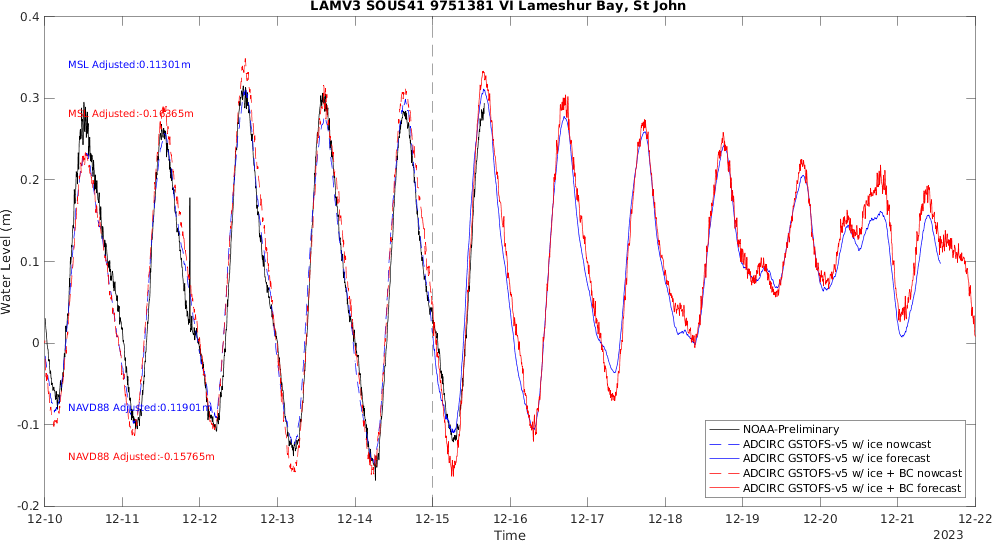 LAMV3 SOUS41 9751381 VI Lameshur Bay, St John
0.4
0.3
0.2
0.1
0
-0.1
-0.2
Water Level (m)
MSL Adjusted:0.11301m
MSL Adjusted:-0.16365m
NAVD88 Adjusted:0.11901m
NAVD88 Adjusted:-0.15765m
NOAA-Preliminary
ADCIRC GSTOFS-v5 w/ ice nowcast
ADCIRC GSTOFS-v5 w/ ice forecast
ADCIRC GSTOFS-v5 w/ ice + BC nowcast
ADCIRC GSTOFS-v5 w/ ice + BC forecast
12-10 12-11 12-12 12-13 12-14 12-15 12-16 12-17 12-18 12-19 12-20 12-21 12-22
Time
2023